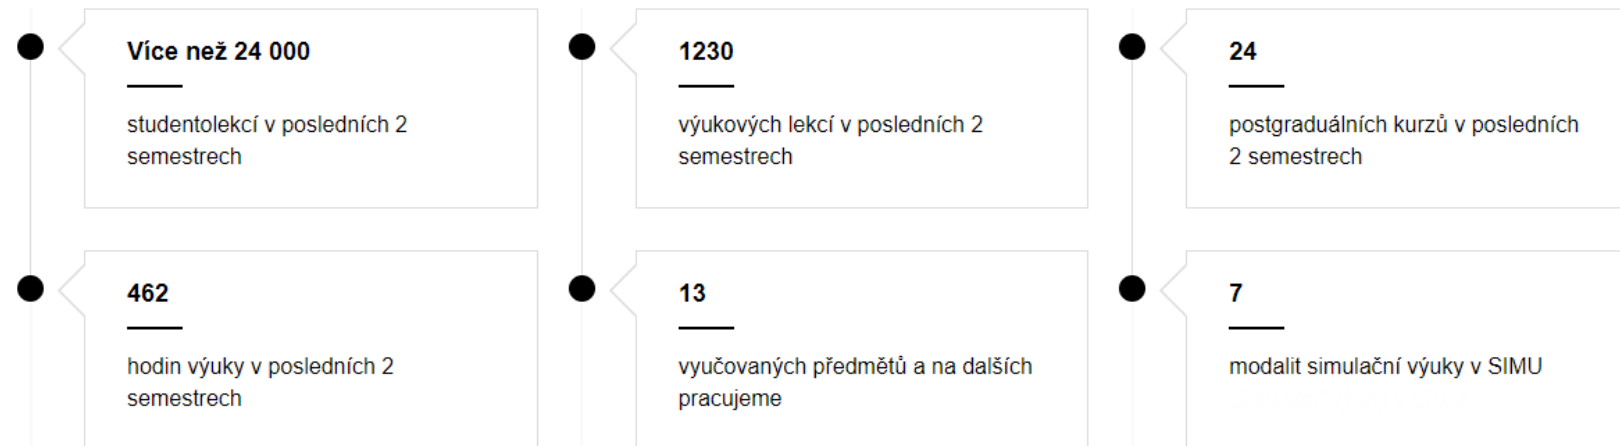 Více než 24 000
studentolekcí v posledních 2
semestrech
1230
výukových lekcí v posledních 2
semestrech
24
postgraduálních kurzů v posledních
2 semestrech
462
hodin výuky v posledních 2
semestrech
13
vyučovaných předmětů a na dalších
pracujeme
7
modalit simulační výuky v SIMU